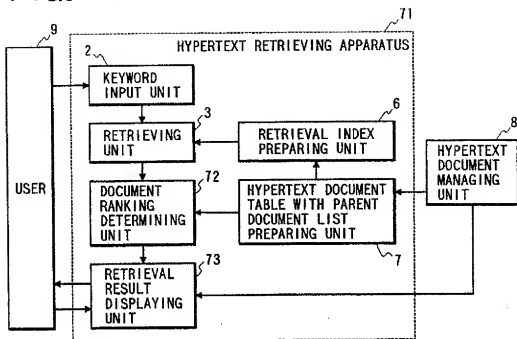 71
9
HYPERTEXT RETRIEVING APPARATUS
2
KEYWORD
INPUT UNIT
3
RETRIEVING
UNIT
6
RETRIEVAL INDEX
PREPARING UNIT
8
HYPERTEXT
DOCUMENT
MANAGING
UNIT
USER
72
DOCUMENT
RANKING
DETERMINING
UNIT
HYPERTEXT DOCUMENT
TABLE WITH PARENT
DOCUMENT LIST
PREPARING UNIT
7
73
RETRIEVAL
RESULT
DISPLAYING
UNIT